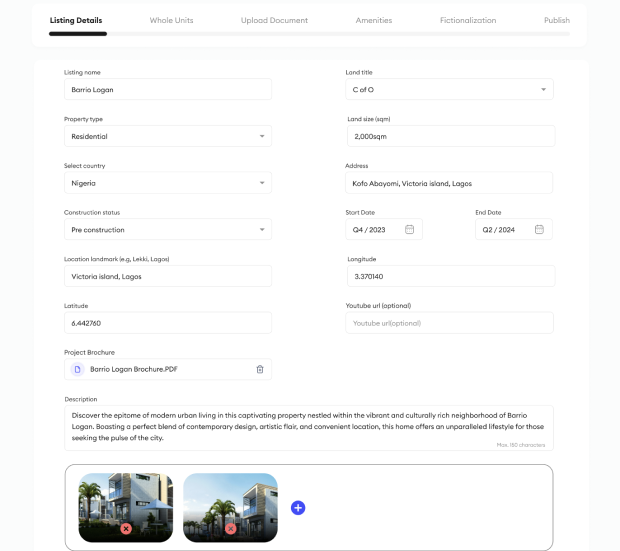 Listing Details Whole Units Upload Document Amenities Fictionalization Publish
Listing name Land title
Barrio Logan C of O
Property type Land size (sqm)
Residential 2,000sqm
Select country Address
Nigeria Kofo Abayomi, Victoria island, Lagos
Construction status Start Date End Date
Pre construction Q4 / 2023 Q2 / 2024
Location landmark (e.g, Lekki, Lagos) Longitude
Victoria island, Lagos 3.370140
Latitude Youtube url (optional)
6.442760 Youtube url(optional)
Project Brochure
Barrio Logan Brochure.PDF
Description
Discover the epitome of modern urban living in this captivating property nestled within the vibrant and culturally rich neighborhood of Barrio
Logan. Boasting a perfect blend of contemporary design, artistic flair, and convenient location, this home offers an unparalleled lifestyle for those
seeking the pulse of the city.
Max. 180 characters